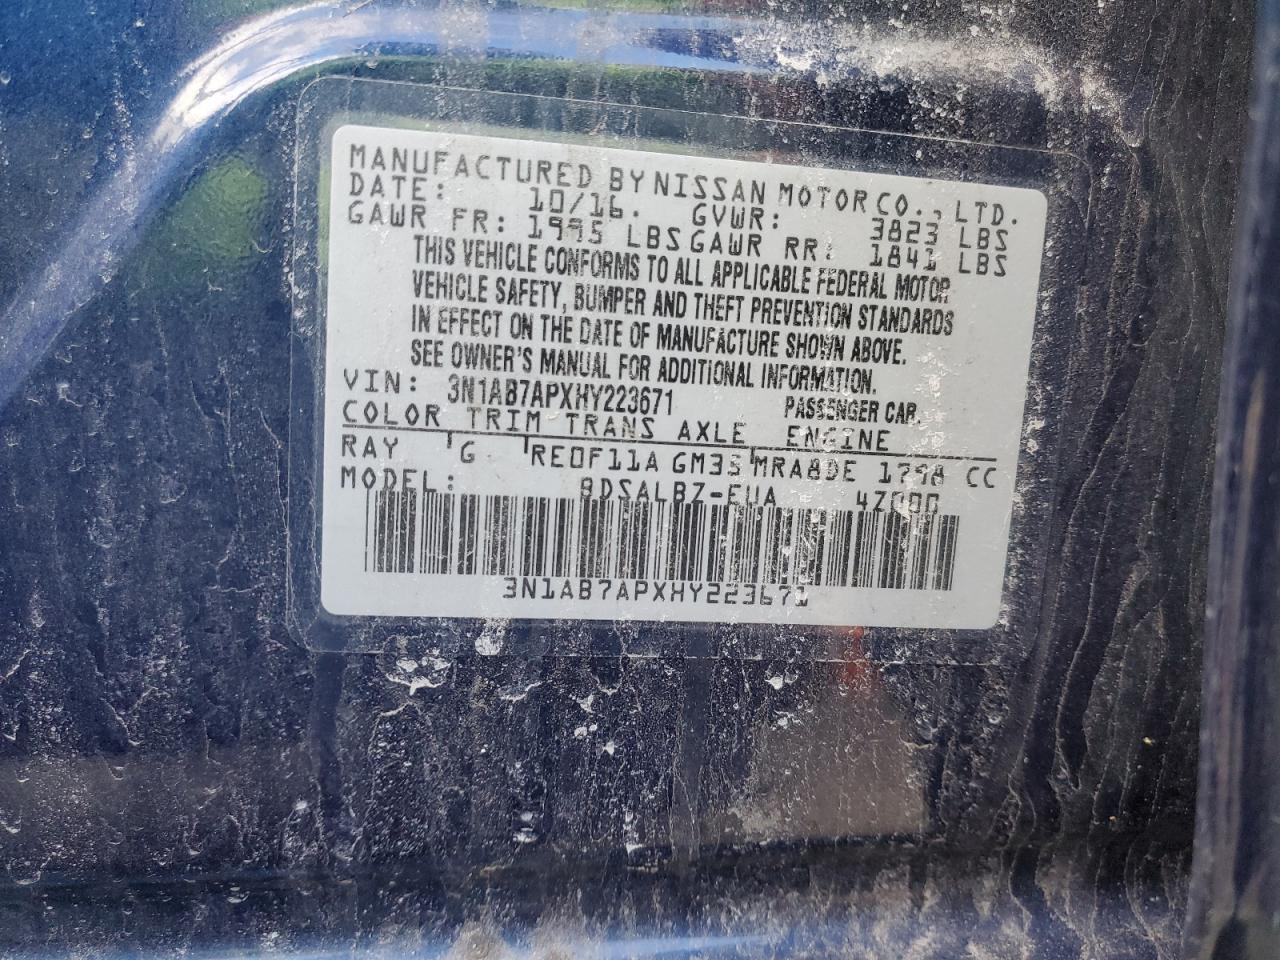 MANUFACTURED BY NISSAN MOTOR CO., LTD.
DATE: 10/16. GVWR: 3823 LBS
GAWR FR: 1995 LBS GAWR RR: 1841 LBS
THIS VEHICLE CONFORMS TO ALL APPLICABLE FEDERAL MOTOR
VEHICLE SAFETY, BUMPER AND THEFT PREVENTION STANDARDS
IN EFFECT ON THE DATE OF MANUFACTURE SHOWN ABOVE.
SEE OWNER'S MANUAL FOR ADDITIONAL INFORMATION.
VIN: 3N1AB7APXHY223671 PASSENGER CAR
COLOR TRIM TRANS AXLE ENGINE
RAY G RE0F11A GM35 MRA8DE 1798 CC
MODEL: BDSALBZ-EUA 4Z000
3N1AB7APXHY223671